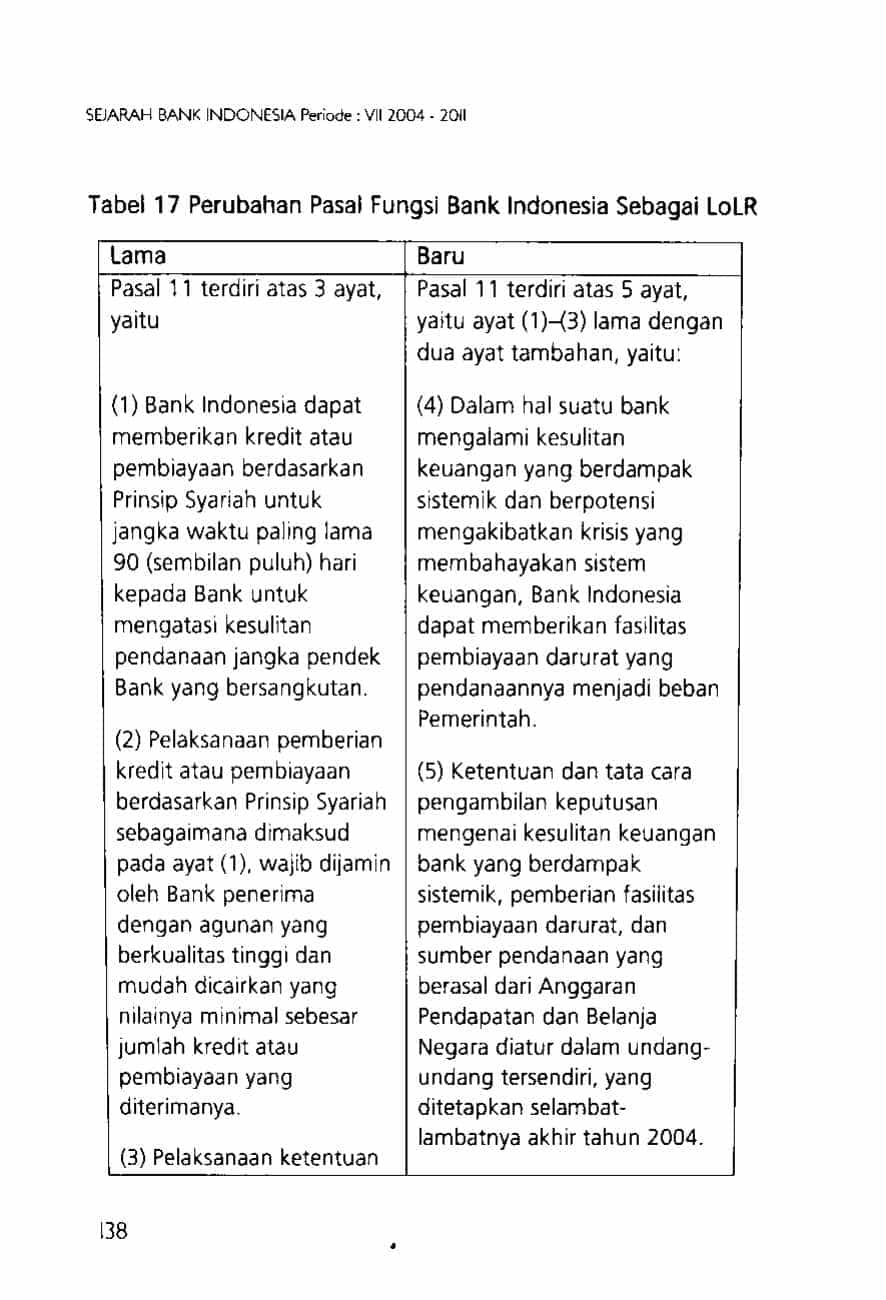 SEJARAH BANK INDONESIA Periode : VII 2004 - 2011
Tabel 17 Perubahan Pasal Fungsi Bank Indonesia Sebagai LoLR
Lama
Pasal 11 terdiri atas 3 ayat,
yaitu
(1) Bank Indonesia dapat
memberikan kredit atau
pembiayaan berdasarkan
Prinsip Syariah untuk
jangka waktu paling lama
90 (sembilan puluh) hari
kepada Bank untuk
mengatasi kesulitan
pendanaan jangka pendek
Bank yang bersangkutan.
(2) Pelaksanaan pemberian
kredit atau pembiayaan
berdasarkan Prinsip Syariah
sebagaimana dimaksud
pada ayat (1), wajib dijamin
oleh Bank penerima
dengan agunan yang
berkualitas tinggi dan
mudah dicairkan yang
nilainya minimal sebesar
jumlah kredit atau
pembiayaan yang
diterimanya.
(3) Pelaksanaan ketentuan
Baru
Pasal 11 terdiri atas 5 ayat,
yaitu ayat (1)–(3) lama dengan
dua ayat tambahan, yaitu:
(4) Dalam hal suatu bank
mengalami kesulitan
keuangan yang berdampak
sistemik dan berpotensi
mengakibatkan krisis yang
membahayakan sistem
keuangan, Bank Indonesia
dapat memberikan fasilitas
pembiayaan darurat yang
pendanaannya menjadi beban
Pemerintah.
(5) Ketentuan dan tata cara
pengambilan keputusan
mengenai kesulitan keuangan
bank yang berdampak
sistemik, pemberian fasilitas
pembiayaan darurat, dan
sumber pendanaan yang
berasal dari Anggaran
Pendapatan dan Belanja
Negara diatur dalam undang-
undang tersendiri, yang
ditetapkan selambat-
lambatnya akhir tahun 2004.
138